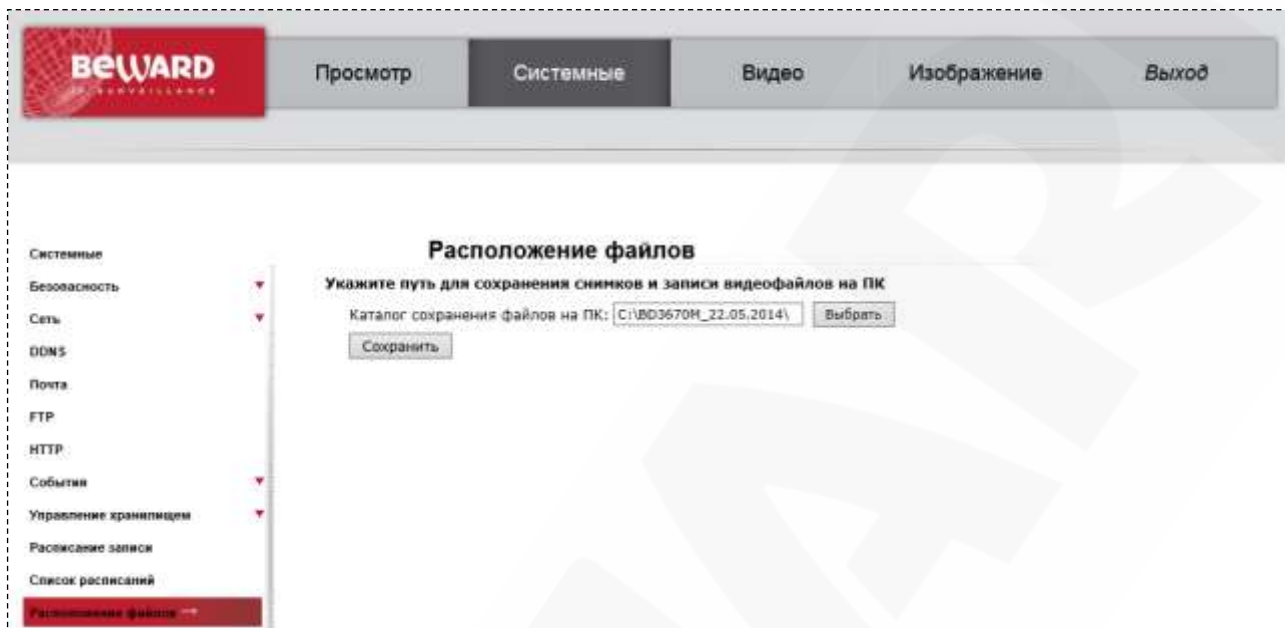 BEWARD
IP SURVEILLANCE
Просмотр
Системные
Видео
Изображение
Выход
Системные
Безопасность
Сеть
DDNS
Почта
FTP
HTTP
События
Управление хранилищем
Расписание записи
Список расписаний
Расположение файлов →
Расположение файлов
Укажите путь для сохранения снимков и записи видеофайлов на ПК
Каталог сохранения файлов на ПК: C:\BD3670M_22.05.2014\ Выбрать
Сохранить